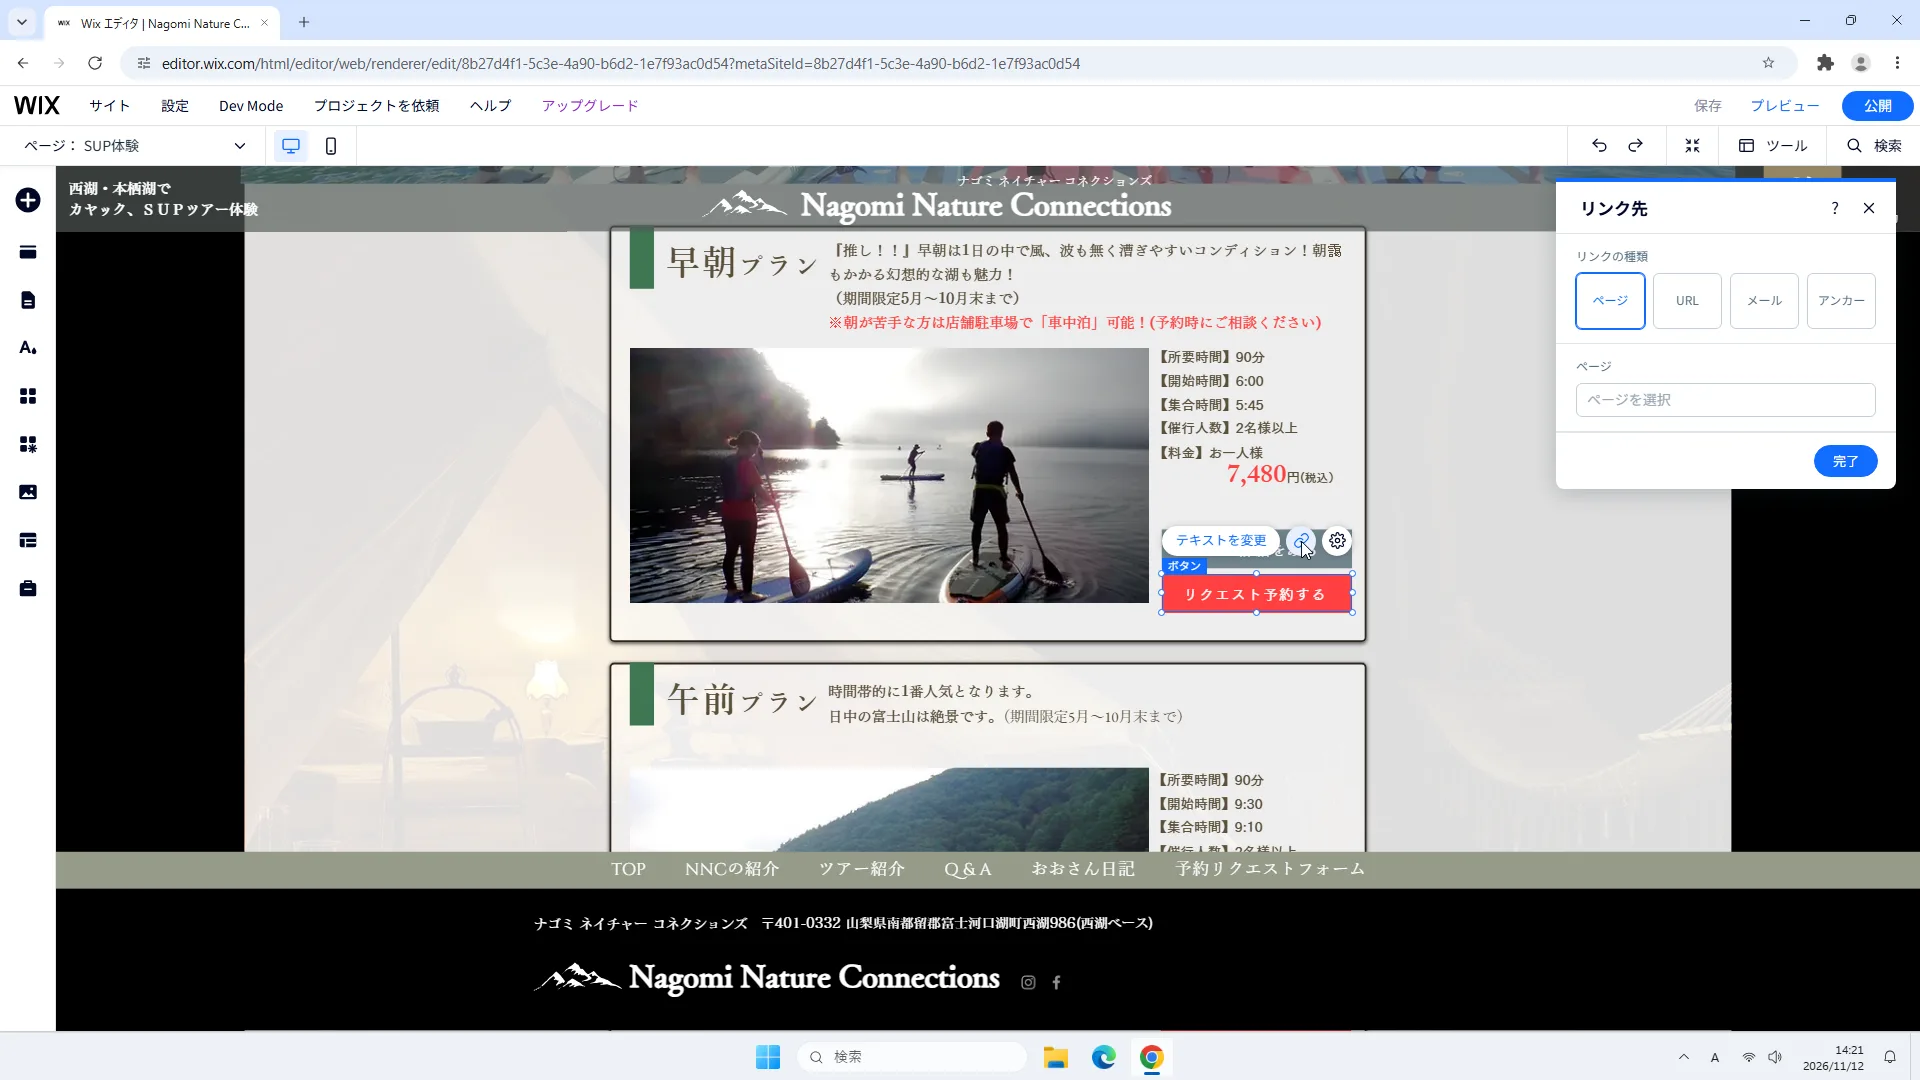 Wix エディタ | Nagomi Nature C...
editor.wix.com/html/editor/web/renderer/edit/8b27d4f1-5c3e-4a90-b6d2-1e7f93ac0d54?metaSiteId=8b27d4f1-5c3e-4a90-b6d2-1e7f93ac0d54
WIX サイト 設定 Dev Mode プロジェクトを依頼 ヘルプ アップグレード 保存 プレビュー 公開
ページ： SUP体験 ツール 検索
西湖・本栖湖で
カヤック、ＳＵＰツアー体験
ナゴミ ネイチャー コネクションズ
Nagomi Nature Connections
早朝プラン
『推し！！』早朝は1日の中で風、波も無く漕ぎやすいコンディション！朝靄
もかかる幻想的な湖も魅力！
（期間限定5月～10月末まで）
※朝が苦手な方は店舗駐車場で「車中泊」可能！(予約時にご相談ください)
【所要時間】90分
【開始時間】6:00
【集合時間】5:45
【催行人数】2名様以上
【料金】お一人様
7,480円(税込)
テキストを変更
ボタン
リクエスト予約する
午前プラン
時間帯的に1番人気となります。
日中の富士山は絶景です。（期間限定5月～10月末まで）
【所要時間】90分
【開始時間】9:30
【集合時間】9:10
【催行人数】2名様以上
リンク先 ?
リンクの種類
ページ URL メール アンカー
ページ
ページを選択
完了
TOP NNCの紹介 ツアー紹介 Q & A おおさん日記 予約リクエストフォーム
ナゴミ ネイチャー コネクションズ 〒401-0332 山梨県南都留郡富士河口湖町西湖986(西湖ベース)
Nagomi Nature Connections
検索
A
14:21
2026/11/12